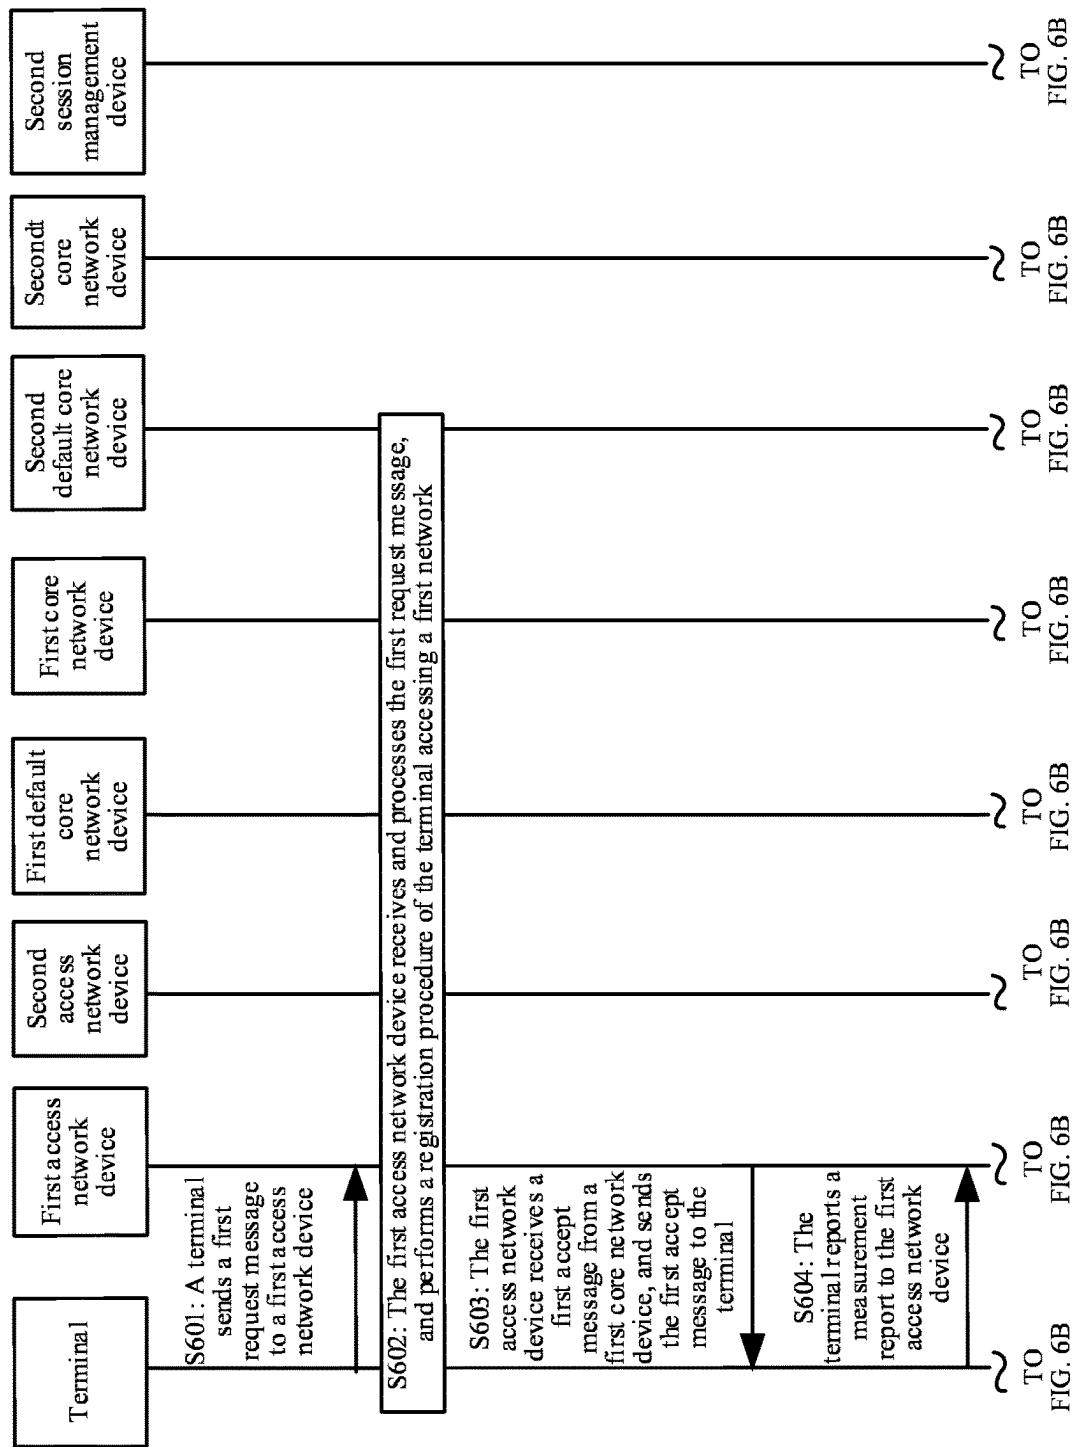 Terminal
First access
network
device
Second
access
network
device
First default
core
network
device
First core
network
device
Second
default core
network
device
Secondt
core
network
device
Second
session
management
device
S601: A terminal
sends a first
request message
to a first access
network device
S602: The first access network device receives and processes the first request message,
and performs a registration procedure of the terminal accessing a first network
S603: The first
access network
device receives a
first accept
message from a
first core network
device, and sends
the first accept
message to the
terminal
S604: The
terminal reports a
measurement
report to the first
access network
device
TO
FIG. 6B
TO
FIG. 6B
TO
FIG. 6B
TO
FIG. 6B
TO
FIG. 6B
TO
FIG. 6B
TO
FIG. 6B
TO
FIG. 6B